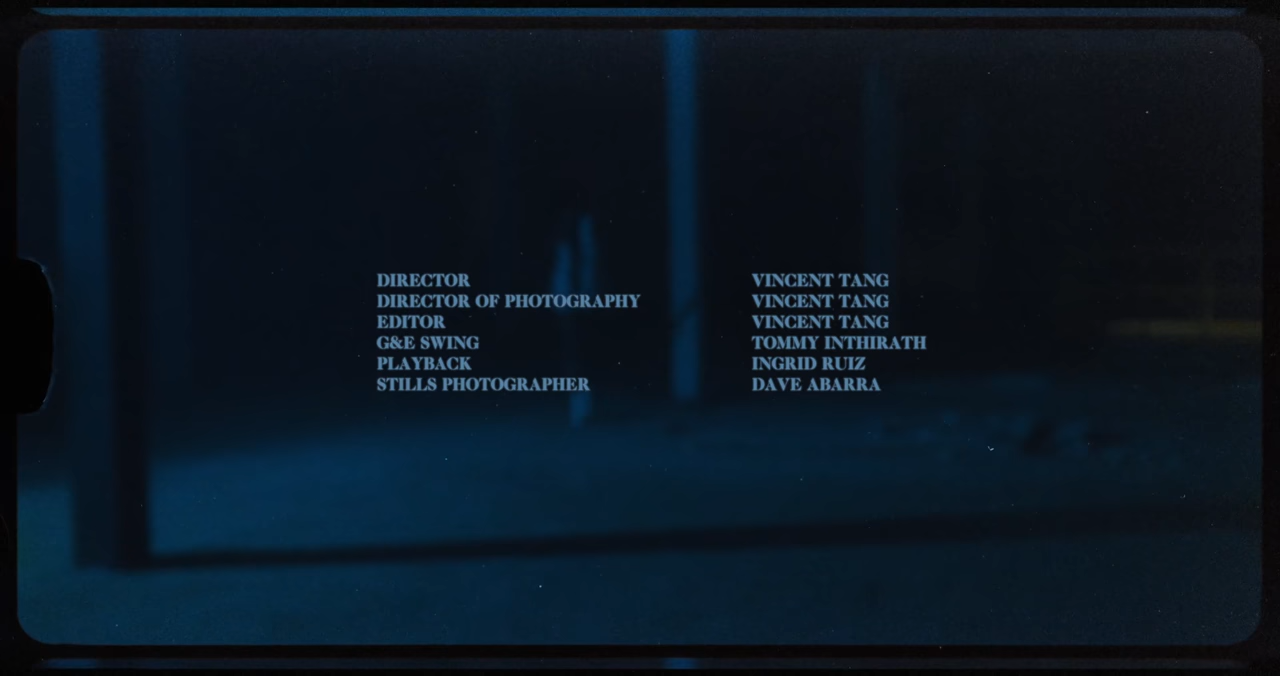 DIRECTOR VINCENT TANG
DIRECTOR OF PHOTOGRAPHY VINCENT TANG
EDITOR VINCENT TANG
G&E SWING TOMMY INTHIRATH
PLAYBACK INGRID RUIZ
STILLS PHOTOGRAPHER DAVE ABARRA